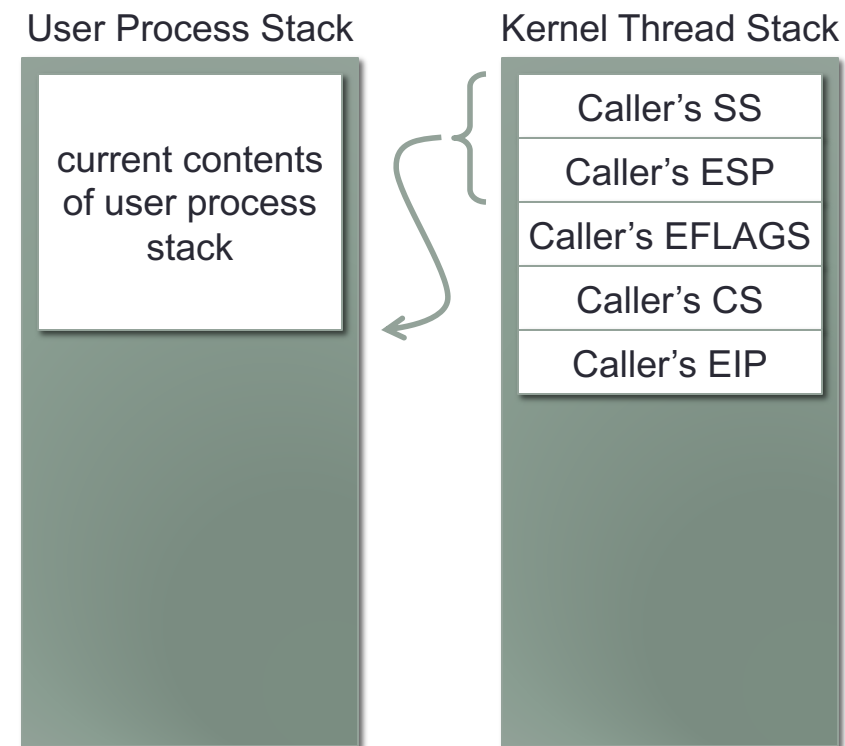 User Process Stack
Kernel Thread Stack
current contents
of user process
stack
Caller’s SS
Caller’s ESP
Caller’s EFLAGS
Caller’s CS
Caller’s EIP